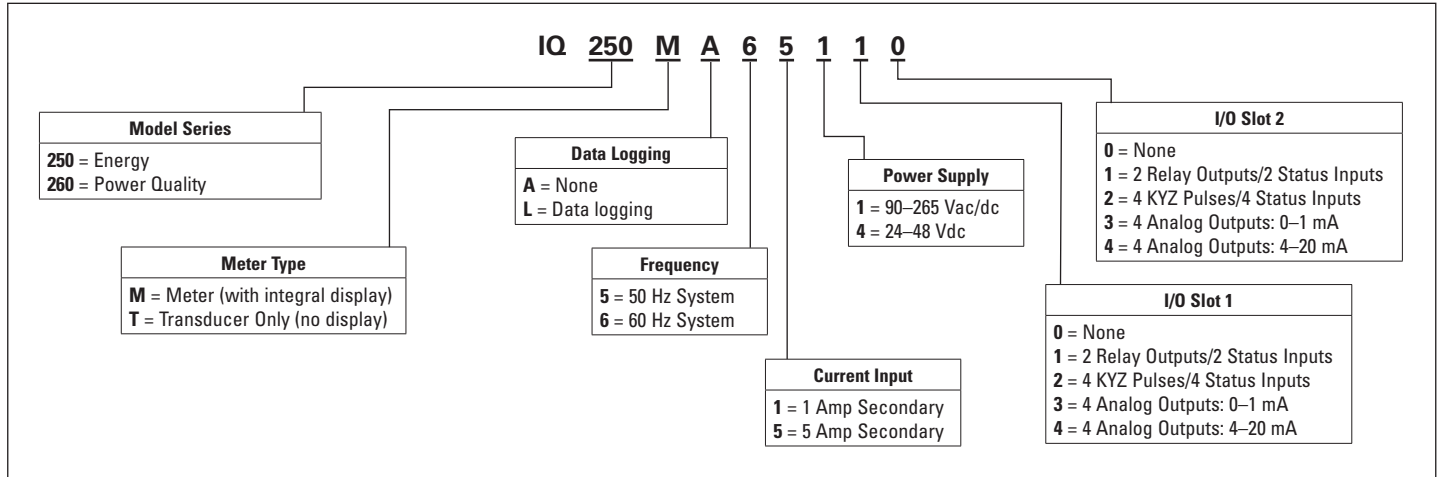 IQ 250 M A 6 5 1 1 0
Model Series
250 = Energy
260 = Power Quality
Meter Type
M = Meter (with integral display)
T = Transducer Only (no display)
Data Logging
A = None
L = Data logging
Frequency
5 = 50 Hz System
6 = 60 Hz System
Current Input
1 = 1 Amp Secondary
5 = 5 Amp Secondary
Power Supply
1 = 90–265 Vac/dc
4 = 24–48 Vdc
I/O Slot 2
0 = None
1 = 2 Relay Outputs/2 Status Inputs
2 = 4 KYZ Pulses/4 Status Inputs
3 = 4 Analog Outputs: 0–1 mA
4 = 4 Analog Outputs: 4–20 mA
I/O Slot 1
0 = None
1 = 2 Relay Outputs/2 Status Inputs
2 = 4 KYZ Pulses/4 Status Inputs
3 = 4 Analog Outputs: 0–1 mA
4 = 4 Analog Outputs: 4–20 mA